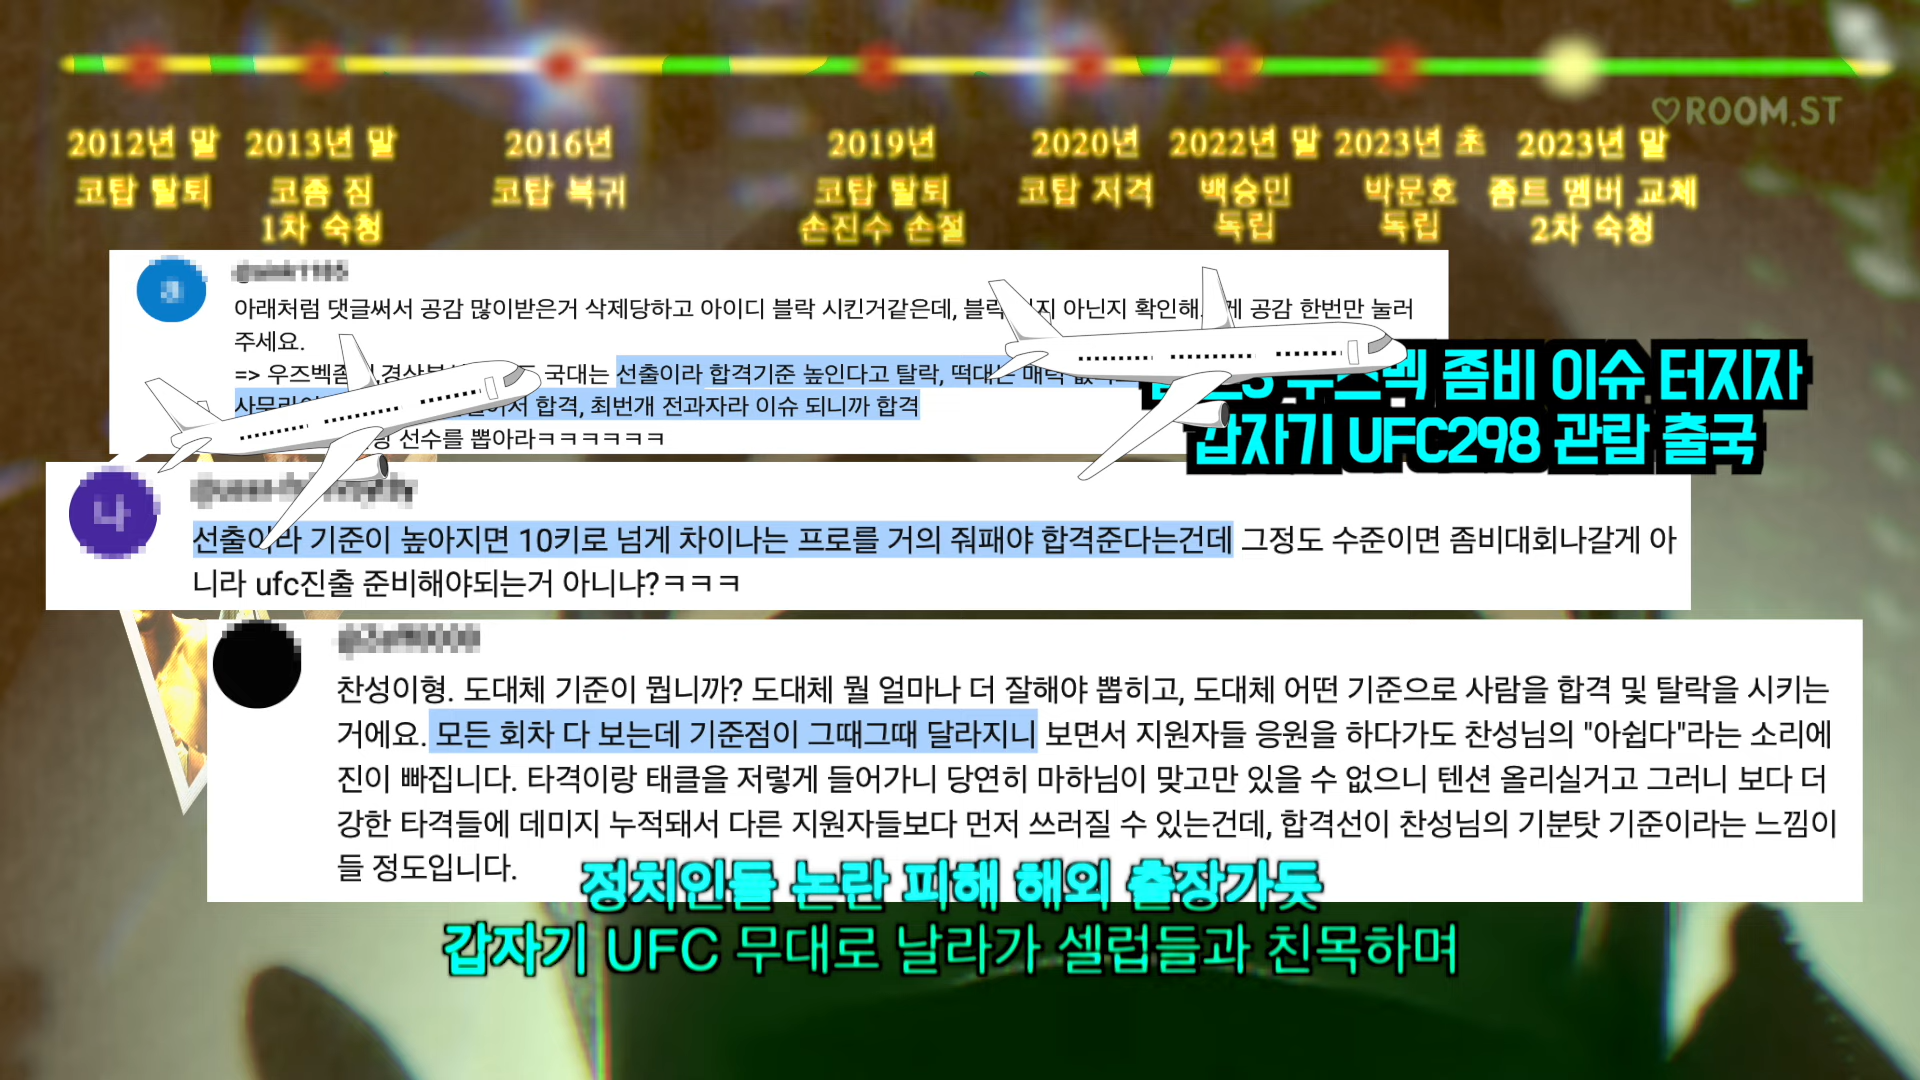 ♡ROOM.ST
2012년 말 2013년 말 2016년 2019년 2020년 2022년 말 2023년 초 2023년 말
코탑 탈퇴 코좀 짐 코탑 복귀 코탑 탈퇴 코탑 저격 백승민 박문호 좀트 멤버 교체
1차 숙청 손진수 손절 독립 독립 2차 숙청
아래처럼 댓글써서 공감 많이받은거 삭제당하고 아이디 블락 시킨거같은데, 아닌지 공감 한번만 눌러
주세요.
=> 국대는 선출이라 합격기준 높인다고 탈락, 떡대는
합격, 최번개 전과자라 이슈 되니까 합격
선수를 뽑아라ㅋㅋㅋㅋㅋㅋ
좀비 이슈 터지자
갑자기 UFC298 관람 출국
나
선출이라 기준이 높아지면 10키로 넘게 차이나는 프로를 거의 줘패야 합격준다는건데 그정도 수준이면 좀비대회나갈게 아
니라 ufc진출 준비해야되는거 아니냐?ㅋㅋㅋ
찬성이형. 도대체 기준이 뭡니까? 도대체 뭘 얼마나 더 잘해야 뽑히고, 도대체 어떤 기준으로 사람을 합격 및 탈락을 시키는
거에요. 모든 회차 다 보는데 기준점이 그때그때 달라지니 보면서 지원자들 응원을 하다가도 찬성님의 "아쉽다"라는 소리에
진이 빠집니다. 타격이랑 태클을 저렇게 들어가니 당연히 마하님이 맞고만 있을 수 없으니 텐션 올리실거고 그러니 보다 더
강한 타격들에 데미지 누적돼서 다른 지원자들보다 먼저 쓰러질 수 있는건데, 합격선이 찬성님의 기분탓 기준이라는 느낌이
들 정도입니다.
정치인들 논란 피해 해외 출장가듯
갑자기 UFC 무대로 날라가 셀럽들과 친목하며